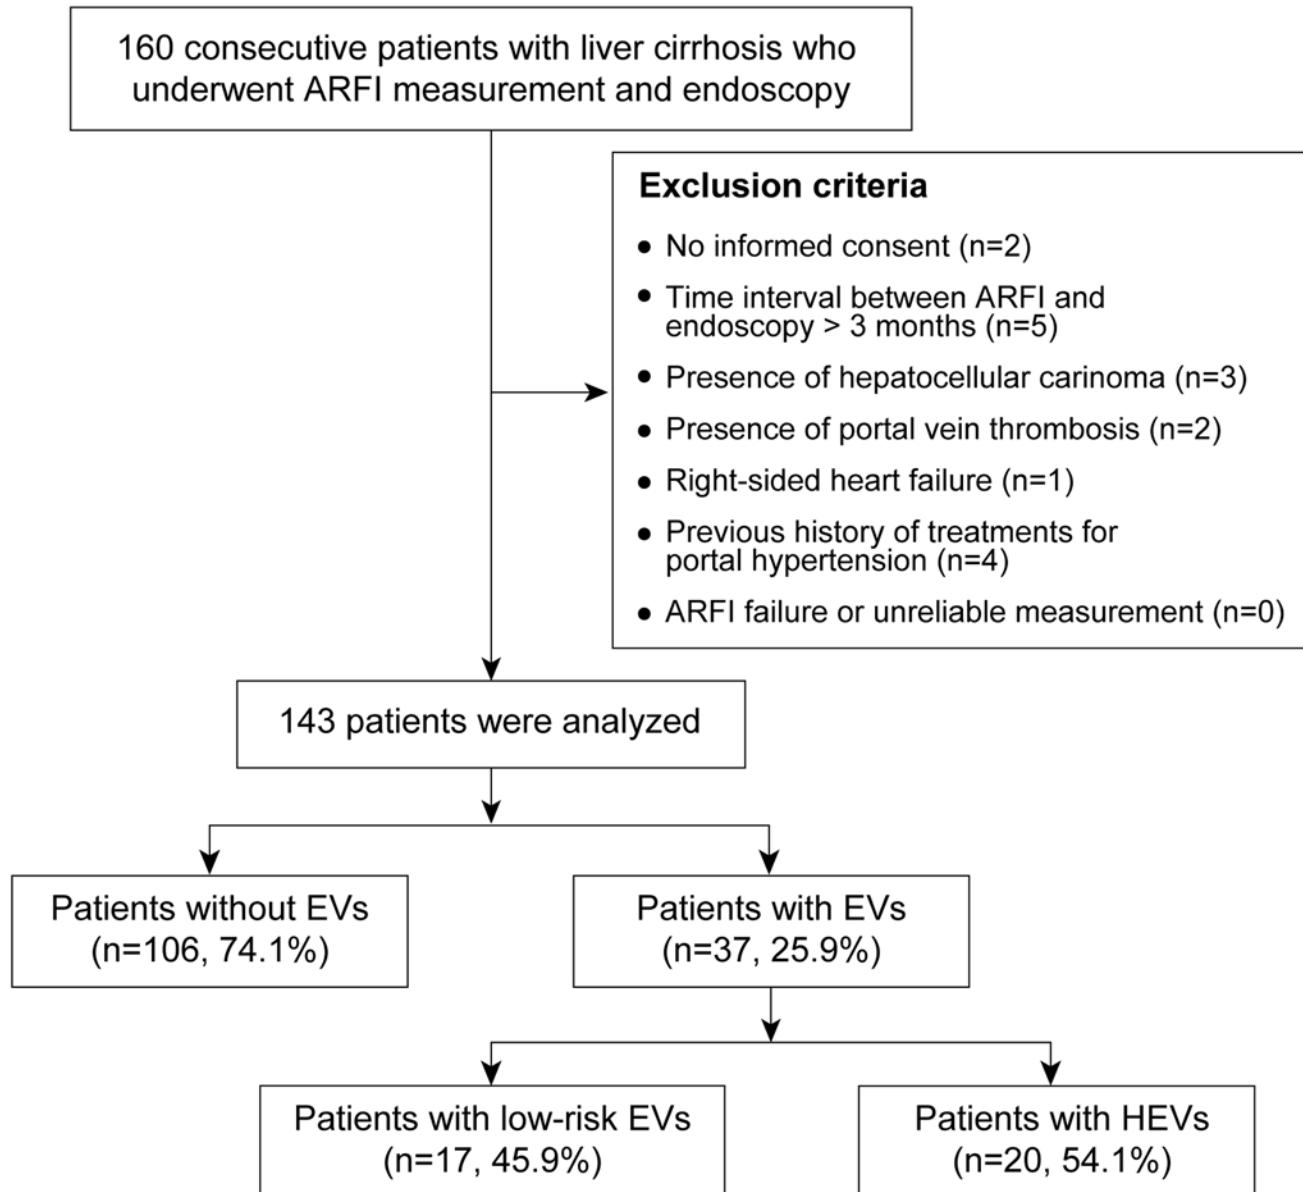 160 consecutive patients with liver cirrhosis who
underwent ARFI measurement and endoscopy
Exclusion criteria
• No informed consent (n=2)
• Time interval between ARFI and
endoscopy > 3 months (n=5)
• Presence of hepatocellular carinoma (n=3)
• Presence of portal vein thrombosis (n=2)
• Right-sided heart failure (n=1)
• Previous history of treatments for
portal hypertension (n=4)
• ARFI failure or unreliable measurement (n=0)
143 patients were analyzed
Patients without EVs
(n=106, 74.1%)
Patients with EVs
(n=37, 25.9%)
Patients with low-risk EVs
(n=17, 45.9%)
Patients with HEVs
(n=20, 54.1%)